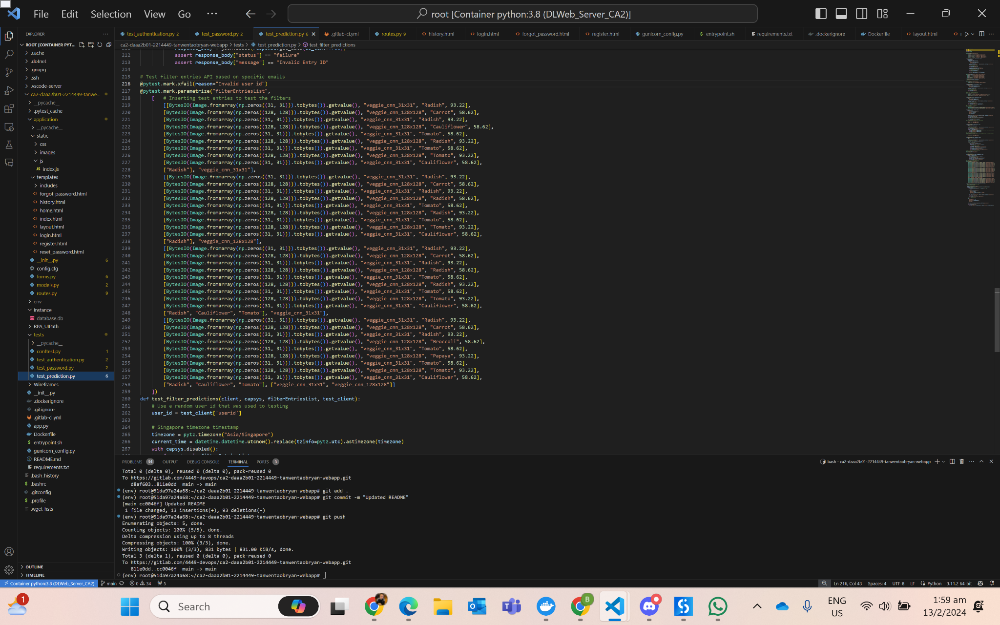 File Edit Selection View Go ··· root [Container python:3.8 (DLWeb_Server_CA2)]
EXPLORER ···
ROOT [CONTAINER PYT...
.cache
.dotnet
.gnupg
.ssh
.vscode-server
ca2-daaa2b01-2214449-tanwe...
__pycache__
.pytest_cache
application
__pycache__
static
css
images
js
JS index.js
templates
includes
forgot_password.html
history.html
home.html
index.html
layout.html
login.html
register.html
reset_password.html
__init__.py 6
config.cfg
forms.py 6
models.py 2
routes.py 9
env
instance
database.db
RPA_UIPath
tests
__pycache__
conftest.py 1
test_authentication.py 2
test_password.py 2
test_prediction.py 6
Wireframes
__init__.py
.dockerignore
.gitignore
.gitlab-ci.yml
app.py
Dockerfile
entrypoint.sh
gunicorn_config.py
README.md
requirements.txt
.bash_history
.bashrc
.gitconfig
.profile
.wget-hsts
OUTLINE
TIMELINE
test_authentication.py 2 test_password.py 2 test_prediction.py 6 .gitlab-ci.yml routes.py 9 history.html login.html forgot_password.html register.html gunicorn_config.py entrypoint.sh requirements.txt .dockerignore Dockerfile layout.html
ca2-daaa2b01-2214449-tanwentaobryan-webapp > tests > test_prediction.py > test_filter_predictions
212 assert response_body["status"] == "failure"
213 assert response_body["message"] == "Invalid Entry ID"
214
215 # Test filter entries API based on specific emails
216 @pytest.mark.xfail(reason="Invalid user id")
217 @pytest.mark.parametrize("filterEntriesList",
218 [ # Inserting test entries to test the filters
219 [[BytesIO(Image.fromarray(np.zeros((31, 31))).tobytes()).getvalue(), "veggie_cnn_31x31", "Radish", 93.22],
220 [BytesIO(Image.fromarray(np.zeros((128, 128))).tobytes()).getvalue(), "veggie_cnn_128x128", "Carrot", 58.62],
221 [BytesIO(Image.fromarray(np.zeros((31, 31))).tobytes()).getvalue(), "veggie_cnn_31x31", "Radish", 93.22],
222 [BytesIO(Image.fromarray(np.zeros((128, 128))).tobytes()).getvalue(), "veggie_cnn_128x128", "Cauliflower", 58.62],
223 [BytesIO(Image.fromarray(np.zeros((31, 31))).tobytes()).getvalue(), "veggie_cnn_31x31", "Tomato", 58.62],
224 [BytesIO(Image.fromarray(np.zeros((128, 128))).tobytes()).getvalue(), "veggie_cnn_128x128", "Radish", 93.22],
225 [BytesIO(Image.fromarray(np.zeros((31, 31))).tobytes()).getvalue(), "veggie_cnn_31x31", "Tomato", 58.62],
226 [BytesIO(Image.fromarray(np.zeros((128, 128))).tobytes()).getvalue(), "veggie_cnn_128x128", "Tomato", 93.22],
227 [BytesIO(Image.fromarray(np.zeros((31, 31))).tobytes()).getvalue(), "veggie_cnn_31x31", "Cauliflower", 58.62],
228 ["Radish"], "veggie_cnn_31x31"],
229 [[BytesIO(Image.fromarray(np.zeros((31, 31))).tobytes()).getvalue(), "veggie_cnn_31x31", "Radish", 93.22],
230 [BytesIO(Image.fromarray(np.zeros((128, 128))).tobytes()).getvalue(), "veggie_cnn_128x128", "Carrot", 58.62],
231 [BytesIO(Image.fromarray(np.zeros((31, 31))).tobytes()).getvalue(), "veggie_cnn_31x31", "Radish", 93.22],
232 [BytesIO(Image.fromarray(np.zeros((128, 128))).tobytes()).getvalue(), "veggie_cnn_128x128", "Radish", 58.62],
233 [BytesIO(Image.fromarray(np.zeros((31, 31))).tobytes()).getvalue(), "veggie_cnn_31x31", "Tomato", 58.62],
234 [BytesIO(Image.fromarray(np.zeros((128, 128))).tobytes()).getvalue(), "veggie_cnn_128x128", "Radish", 93.22],
235 [BytesIO(Image.fromarray(np.zeros((31, 31))).tobytes()).getvalue(), "veggie_cnn_31x31", "Tomato", 58.62],
236 [BytesIO(Image.fromarray(np.zeros((128, 128))).tobytes()).getvalue(), "veggie_cnn_128x128", "Tomato", 93.22],
237 [BytesIO(Image.fromarray(np.zeros((31, 31))).tobytes()).getvalue(), "veggie_cnn_31x31", "Cauliflower", 58.62],
238 ["Radish"], "veggie_cnn_128x128"],
239 [[BytesIO(Image.fromarray(np.zeros((31, 31))).tobytes()).getvalue(), "veggie_cnn_31x31", "Radish", 93.22],
240 [BytesIO(Image.fromarray(np.zeros((128, 128))).tobytes()).getvalue(), "veggie_cnn_128x128", "Carrot", 58.62],
241 [BytesIO(Image.fromarray(np.zeros((31, 31))).tobytes()).getvalue(), "veggie_cnn_31x31", "Radish", 93.22],
242 [BytesIO(Image.fromarray(np.zeros((128, 128))).tobytes()).getvalue(), "veggie_cnn_128x128", "Radish", 58.62],
243 [BytesIO(Image.fromarray(np.zeros((31, 31))).tobytes()).getvalue(), "veggie_cnn_31x31", "Tomato", 58.62],
244 [BytesIO(Image.fromarray(np.zeros((128, 128))).tobytes()).getvalue(), "veggie_cnn_128x128", "Radish", 93.22],
245 [BytesIO(Image.fromarray(np.zeros((31, 31))).tobytes()).getvalue(), "veggie_cnn_31x31", "Tomato", 58.62],
246 [BytesIO(Image.fromarray(np.zeros((128, 128))).tobytes()).getvalue(), "veggie_cnn_128x128", "Tomato", 93.22],
247 [BytesIO(Image.fromarray(np.zeros((31, 31))).tobytes()).getvalue(), "veggie_cnn_31x31", "Cauliflower", 58.62],
248 ["Radish", "Cauliflower", "Tomato"], "veggie_cnn_31x31"],
249 [[BytesIO(Image.fromarray(np.zeros((31, 31))).tobytes()).getvalue(), "veggie_cnn_31x31", "Radish", 93.22],
250 [BytesIO(Image.fromarray(np.zeros((128, 128))).tobytes()).getvalue(), "veggie_cnn_128x128", "Carrot", 58.62],
251 [BytesIO(Image.fromarray(np.zeros((31, 31))).tobytes()).getvalue(), "veggie_cnn_31x31", "Radish", 93.22],
252 [BytesIO(Image.fromarray(np.zeros((128, 128))).tobytes()).getvalue(), "veggie_cnn_128x128", "Broccoli", 58.62],
253 [BytesIO(Image.fromarray(np.zeros((31, 31))).tobytes()).getvalue(), "veggie_cnn_31x31", "Tomato", 58.62],
254 [BytesIO(Image.fromarray(np.zeros((128, 128))).tobytes()).getvalue(), "veggie_cnn_128x128", "Papaya", 93.22],
255 [BytesIO(Image.fromarray(np.zeros((31, 31))).tobytes()).getvalue(), "veggie_cnn_31x31", "Tomato", 58.62],
256 [BytesIO(Image.fromarray(np.zeros((128, 128))).tobytes()).getvalue(), "veggie_cnn_128x128", "Tomato", 93.22],
257 [BytesIO(Image.fromarray(np.zeros((31, 31))).tobytes()).getvalue(), "veggie_cnn_31x31", "Cauliflower", 58.62],
258 ["Radish", "Cauliflower", "Tomato"], ["veggie_cnn_31x31", "veggie_cnn_128x128"]]
259 ])
260 def test_filter_predictions(client, capsys, filterEntriesList, test_client):
261 # Use a random user id that was used to testing
262 user_id = test_client['userid']
263
264 # Singapore timezone timestamp
265 timezone = pytz.timezone("Asia/Singapore")
266 current_time = datetime.datetime.utcnow().replace(tzinfo=pytz.utc).astimezone(timezone)
267 with capsys.disabled():
PROBLEMS 34 OUTPUT DEBUG CONSOLE TERMINAL PORTS 5 bash - ca2-daaa2b01-2214449-tanwentaobryan-webapp
Total 0 (delta 0), reused 0 (delta 0), pack-reused 0
To https://gitlab.com/4449-devops/ca2-daaa2b01-2214449-tanwentaobryan-webapp.git
d8af603..811e0dd main -> main
(env) root@51da97a24a68:~/ca2-daaa2b01-2214449-tanwentaobryan-webapp# git add .
(env) root@51da97a24a68:~/ca2-daaa2b01-2214449-tanwentaobryan-webapp# git commit -m "Updated README"
[main cc0046f] Updated README
1 file changed, 13 insertions(+), 93 deletions(-)
(env) root@51da97a24a68:~/ca2-daaa2b01-2214449-tanwentaobryan-webapp# git push
Enumerating objects: 5, done.
Counting objects: 100% (5/5), done.
Delta compression using up to 8 threads
Compressing objects: 100% (3/3), done.
Writing objects: 100% (3/3), 831 bytes | 831.00 KiB/s, done.
Total 3 (delta 1), reused 0 (delta 0), pack-reused 0
To https://gitlab.com/4449-devops/ca2-daaa2b01-2214449-tanwentaobryan-webapp.git
811e0dd..cc0046f main -> main
(env) root@51da97a24a68:~/ca2-daaa2b01-2214449-tanwentaobryan-webapp#
Container python:3.8 (DLWeb_Server_CA2) main 0 34 5 Ln 216, Col 43 Spaces: 4 UTF-8 LF Python 3.11.2 64-bit
1 Search ENG US 1:59 am 13/2/2024